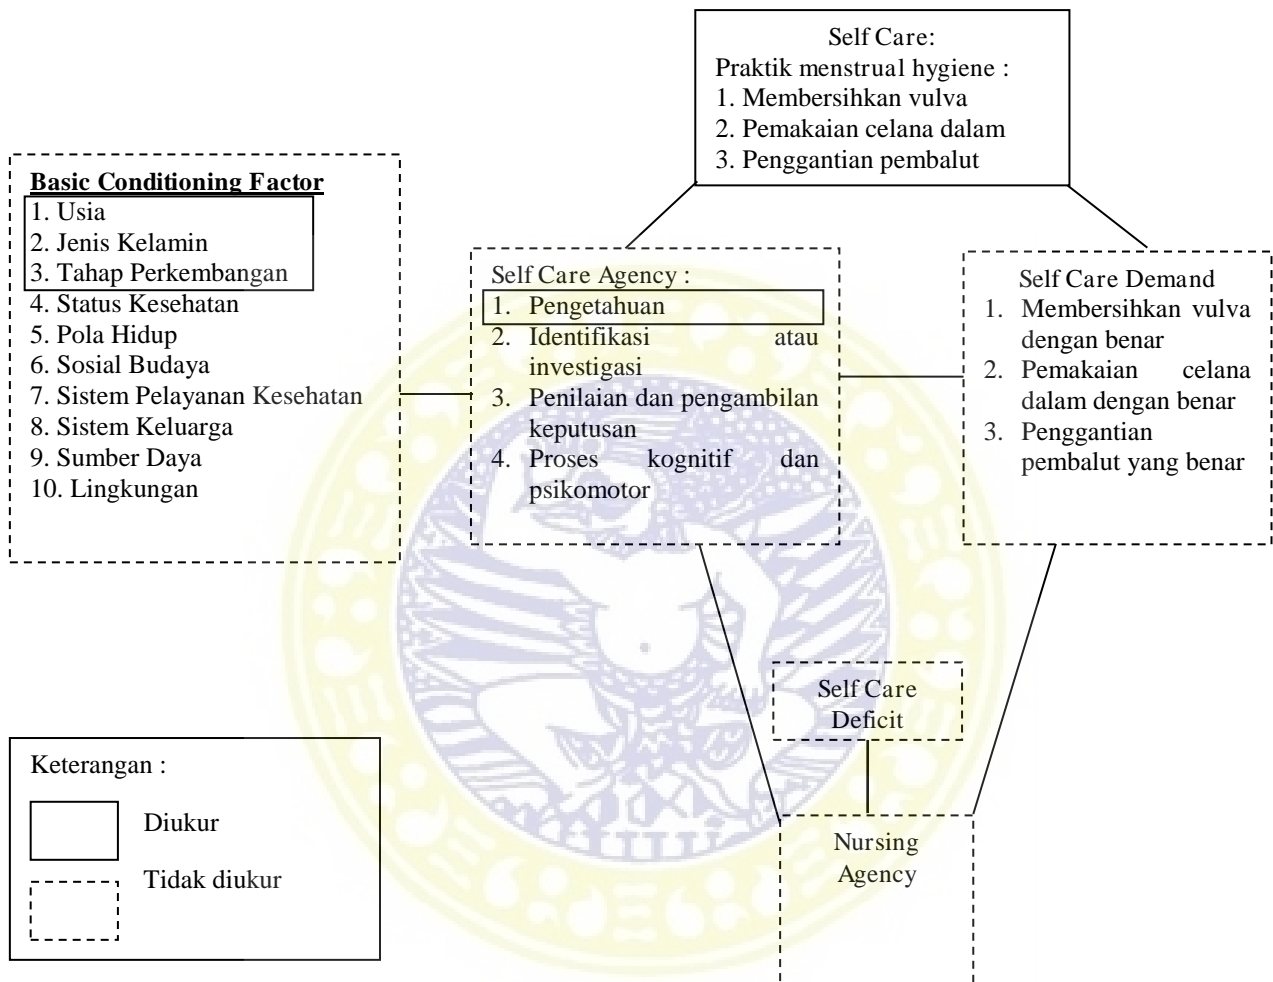 Self Care:
Praktik menstrual hygiene :
1. Membersihkan vulva
2. Pemakaian celana dalam
3. Penggantian pembalut
Basic Conditioning Factor
1. Usia
2. Jenis Kelamin
3. Tahap Perkembangan
4. Status Kesehatan
5. Pola Hidup
6. Sosial Budaya
7. Sistem Pelayanan Kesehatan
8. Sistem Keluarga
9. Sumber Daya
10. Lingkungan
Self Care Agency :
1. Pengetahuan
2. Identifikasi atau
investigasi
3. Penilaian dan pengambilan
keputusan
4. Proses kognitif dan
psikomotor
Self Care Demand
1. Membersihkan vulva
dengan benar
2. Pemakaian celana
dalam dengan benar
3. Penggantian
pembalut yang benar
Self Care
Deficit
Nursing
Agency
Keterangan :
Diukur
Tidak diukur